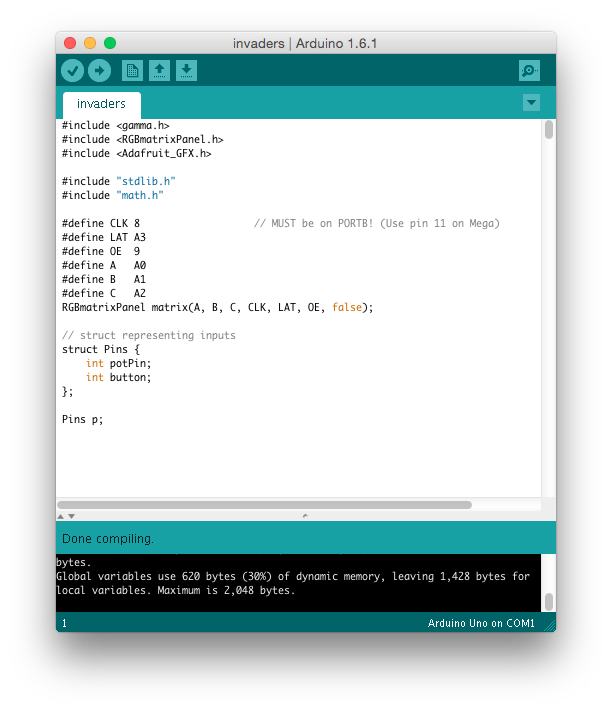 invaders | Arduino 1.6.1
invaders
#include <gamma.h>
#include <RGBmatrixPanel.h>
#include <Adafruit_GFX.h>
#include "stdlib.h"
#include "math.h"
#define CLK 8 // MUST be on PORTB! (Use pin 11 on Mega)
#define LAT A3
#define OE 9
#define A A0
#define B A1
#define C A2
RGBmatrixPanel matrix(A, B, C, CLK, LAT, OE, false);
// struct representing inputs
struct Pins {
int potPin;
int button;
};
Pins p;
Done compiling.
bytes.
Global variables use 620 bytes (30%) of dynamic memory, leaving 1,428 bytes for
local variables. Maximum is 2,048 bytes.
1 Arduino Uno on COM1